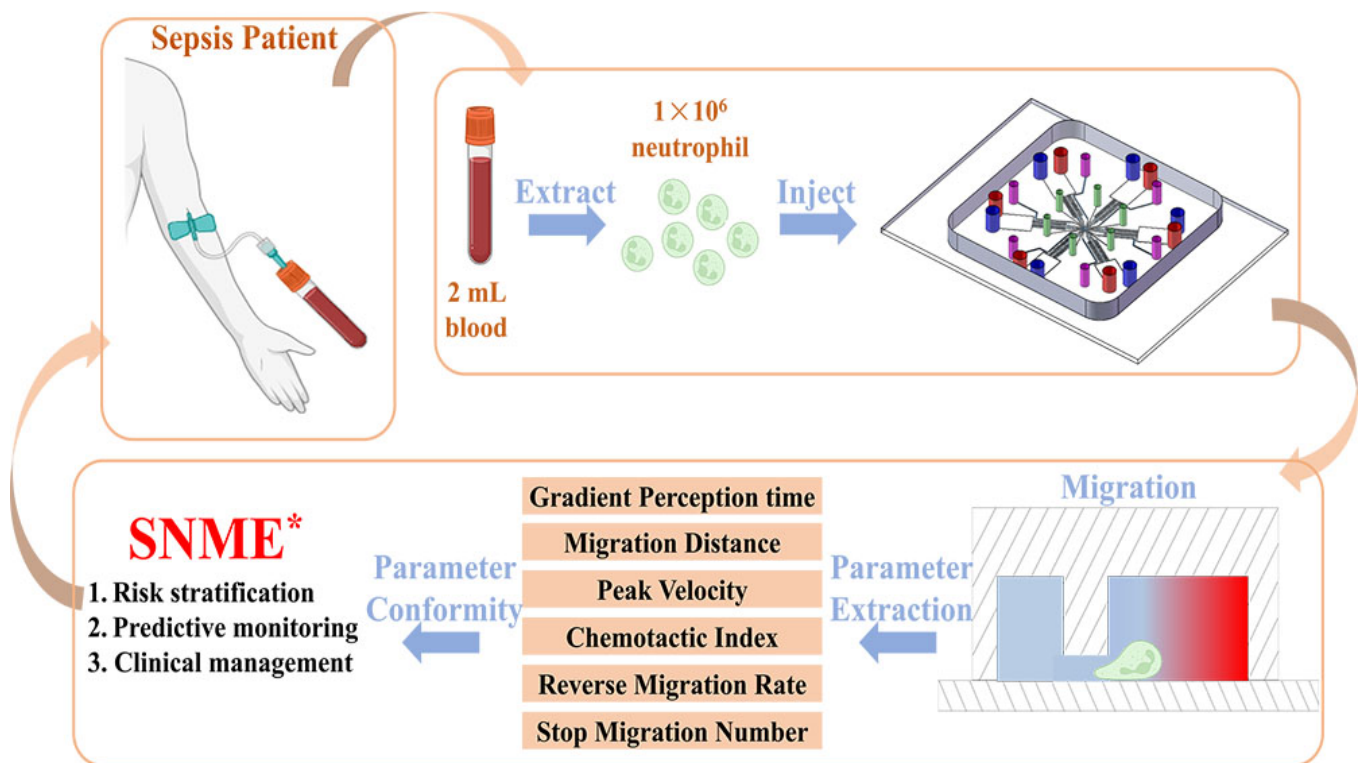 Sepsis Patient
2 mL
blood
Extract
1×10⁶
neutrophil
Inject
Migration
Parameter
Extraction
Gradient Perception time
Migration Distance
Peak Velocity
Chemotactic Index
Reverse Migration Rate
Stop Migration Number
Parameter
Conformity
SNME*
1. Risk stratification
2. Predictive monitoring
3. Clinical management